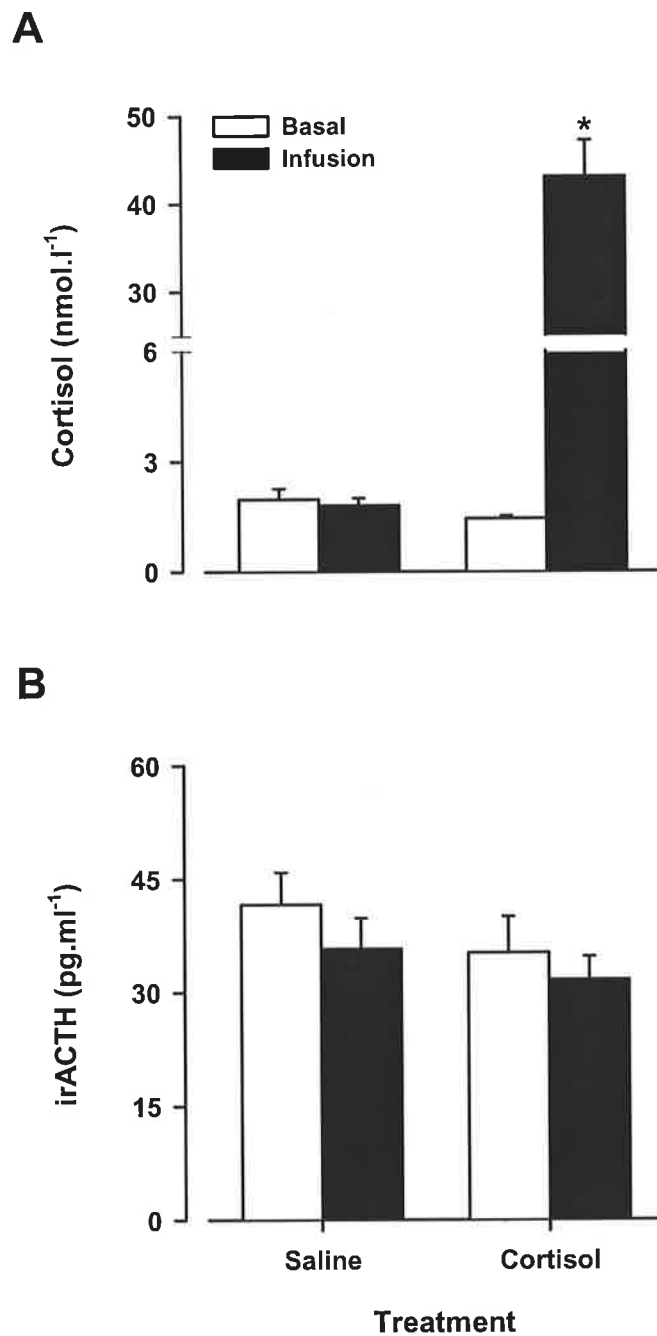 A
50
40
30
6
3
0
Cortisol (nmol.l⁻¹)
Basal
Infusion
*
B
60
45
30
15
0
irACTH (pg.ml⁻¹)
Saline
Cortisol
Treatment